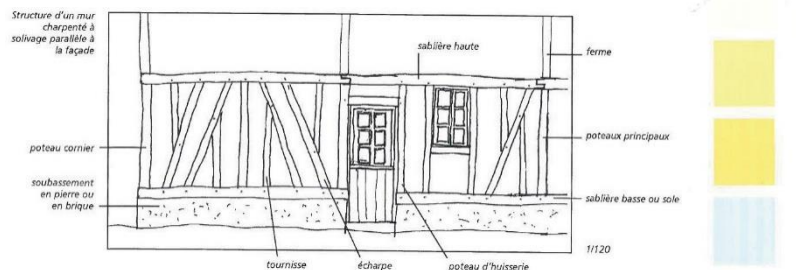 Structure d'un mur
charpenté à
solivage parallèle à
la façade
sablière haute
ferme
poteau cornier
poteaux principaux
soubassement
en pierre ou
en brique
sablière basse ou sole
1/120
tournisse
écharpe
poteau d'huisserie